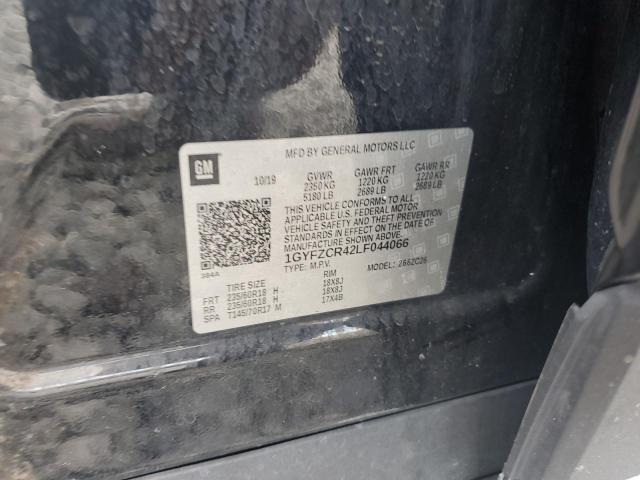 GM
MFD BY GENERAL MOTORS LLC
10/19 GVWR GAWR FRT GAWR RR
2350 KG 1220 KG 1220 KG
5180 LB 2689 LB 2689 LB
THIS VEHICLE CONFORMS TO ALL
APPLICABLE U.S. FEDERAL MOTOR
VEHICLE SAFETY AND THEFT PREVENTION
STANDARDS IN EFFECT ON THE DATE OF
MANUFACTURE SHOWN ABOVE.
1GYFZCR42LF044066
TYPE: M.P.V. MODEL: 266ZC26
384A
TIRE SIZE RIM
FRT 235/60R18 H 18X8J
RR 235/60R18 H 18X8J
SPA T145/70R17 M 17X4B